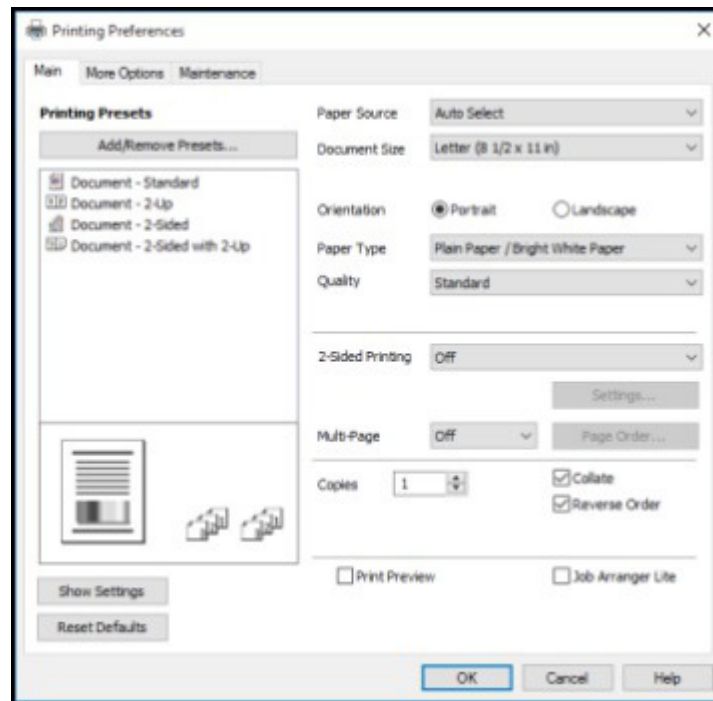 Printing Preferences
Main More Options Maintenance
Printing Presets
Add/Remove Presets...
Document - Standard
Document - 2-Up
Document - 2-Sided
Document - 2-Sided with 2-Up
Show Settings
Reset Defaults
Paper Source Auto Select
Document Size Letter (8 1/2 x 11 in)
Orientation Portrait Landscape
Paper Type Plain Paper / Bright White Paper
Quality Standard
2-Sided Printing Off
Settings...
Multi-Page Off Page Order...
Copies 1 Collate
Reverse Order
Print Preview Job Arranger Lite
OK Cancel Help